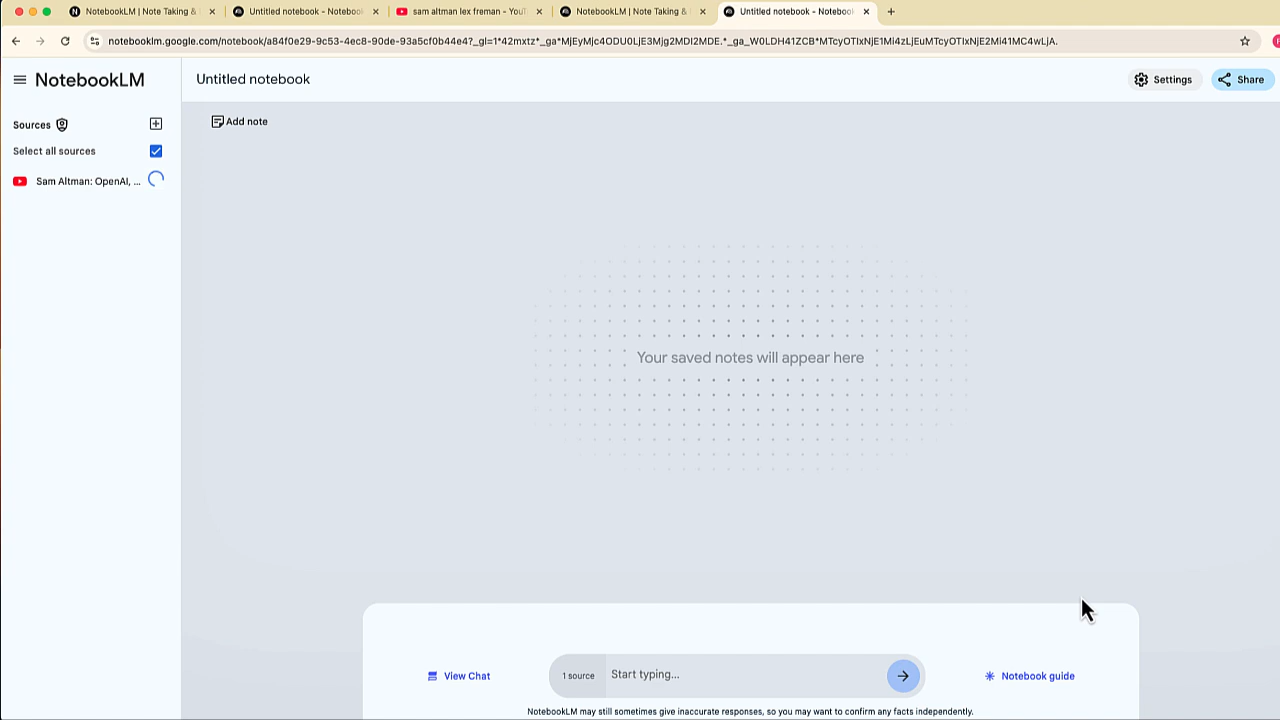 NotebookLM | Note Taking &
Untitled notebook - Notebook
sam altman lex freman - YouT
NotebookLM | Note Taking &
Untitled notebook - Notebook
notebooklm.google.com/notebook/a84f0e29-9c53-4ec8-90de-93a5cf0b44e4?_gl=1*42mxtz*_ga*MjEyMjc4ODU0LjE3Mjg2MDI2MDE.*_ga_W0LDH41ZCB*MTcyOTIxNjE1Mi4zLjEuMTcyOTIxNjE2Mi41MC4wLjA.
NotebookLM
Untitled notebook
Settings
Share
Sources
Select all sources
Sam Altman: OpenAI, ...
Add note
Your saved notes will appear here
View Chat
1 source
Start typing...
Notebook guide
NotebookLM may still sometimes give inaccurate responses, so you may want to confirm any facts independently.